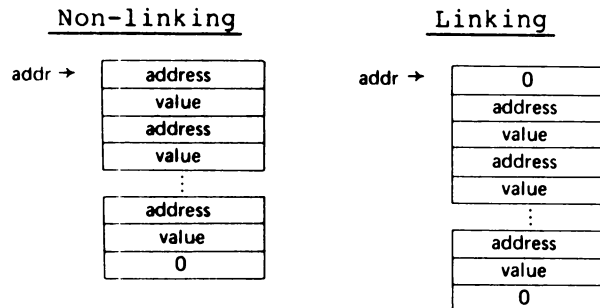 Non-linking
addr → address
value
address
value
⋮
address
value
0
Linking
addr → 0
address
value
address
value
⋮
address
value
0